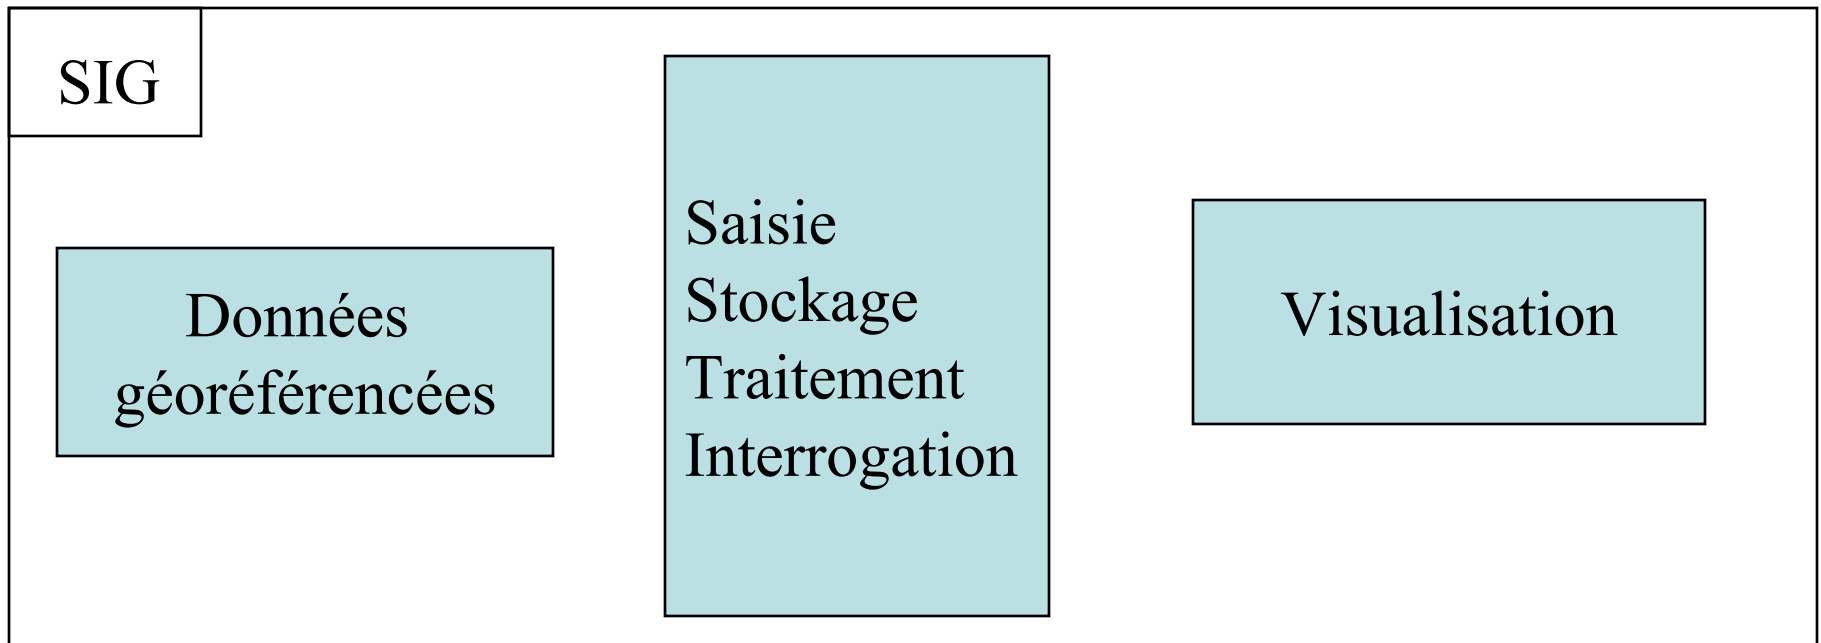 SIG
Données
géoréférencées
Saisie
Stockage
Traitement
Interrogation
Visualisation